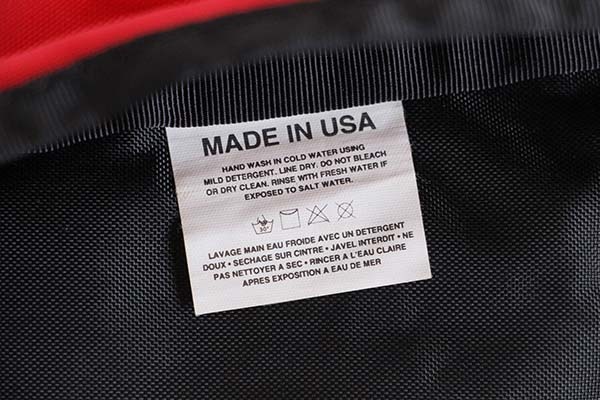 MADE IN USA
HAND WASH IN COLD WATER USING
MILD DETERGENT. LINE DRY. DO NOT BLEACH
OR DRY CLEAN. RINSE WITH FRESH WATER IF
EXPOSED TO SALT WATER.
30°
LAVAGE MAIN EAU FROIDE AVEC UN DETERGENT
DOUX • SECHAGE SUR CINTRE • JAVEL INTERDIT • NE
PAS NETTOYER A SEC • RINCER A L'EAU CLAIRE
APRES EXPOSITION A EAU DE MER